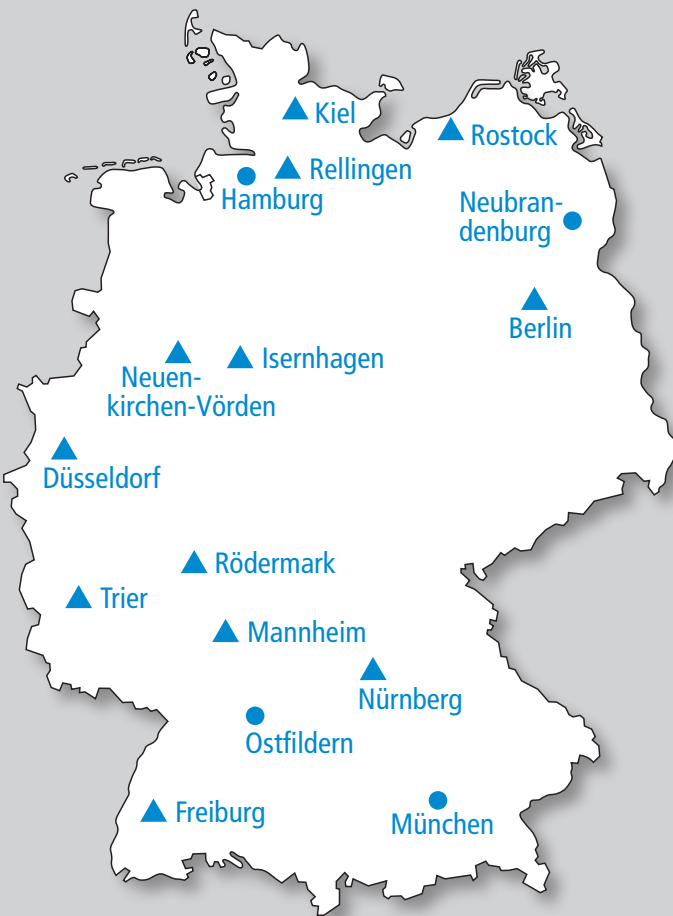 Kiel
Rostock
Rellingen
Hamburg
Neubran-
denburg
Berlin
Isernhagen
Neuen-
kirchen-Vörden
Düsseldorf
Rödermark
Trier
Mannheim
Nürnberg
Ostfildern
Freiburg
München